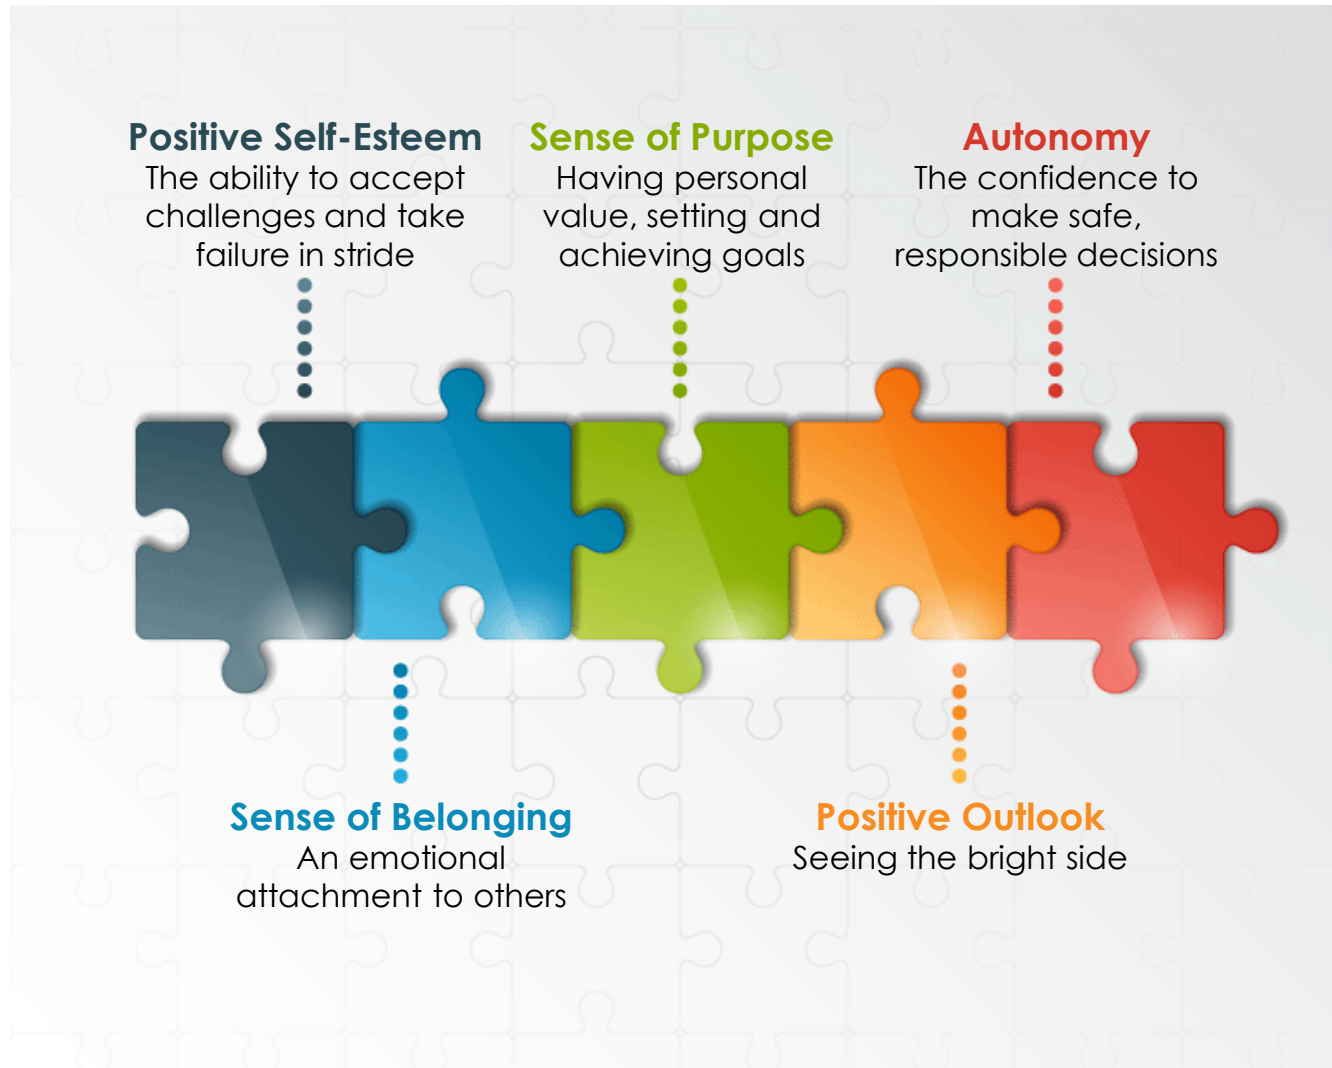 Positive Self-Esteem
The ability to accept
challenges and take
failure in stride
Sense of Purpose
Having personal
value, setting and
achieving goals
Autonomy
The confidence to
make safe,
responsible decisions
Sense of Belonging
An emotional
attachment to others
Positive Outlook
Seeing the bright side